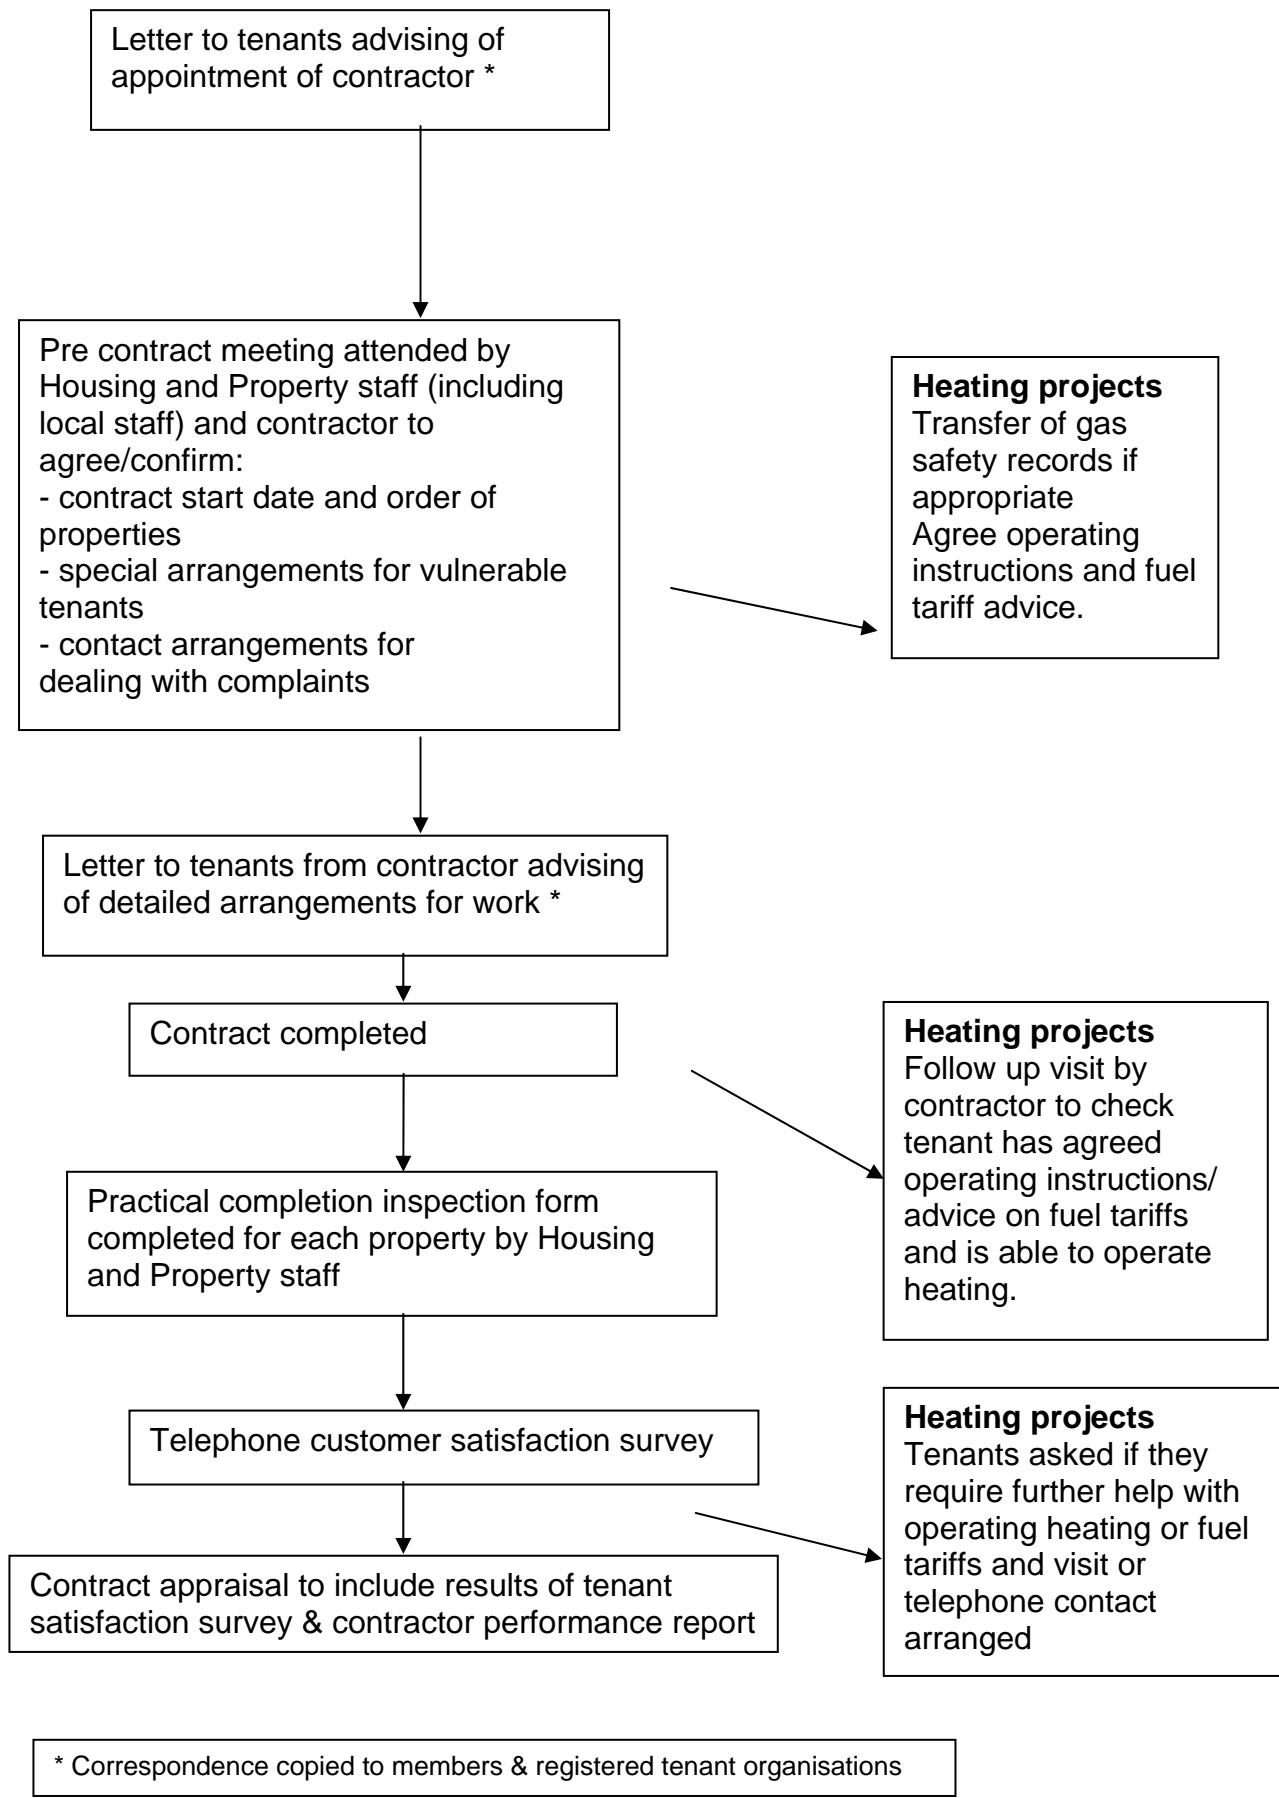 Letter to tenants advising of
appointment of contractor *
Pre contract meeting attended by
Housing and Property staff (including
local staff) and contractor to
agree/confirm:
- contract start date and order of
properties
- special arrangements for vulnerable
tenants
- contact arrangements for
dealing with complaints
Heating projects
Transfer of gas
safety records if
appropriate
Agree operating
instructions and fuel
tariff advice.
Letter to tenants from contractor advising
of detailed arrangements for work *
Contract completed
Heating projects
Follow up visit by
contractor to check
tenant has agreed
operating instructions/
advice on fuel tariffs
and is able to operate
heating.
Practical completion inspection form
completed for each property by Housing
and Property staff
Telephone customer satisfaction survey
Heating projects
Tenants asked if they
require further help with
operating heating or fuel
tariffs and visit or
telephone contact
arranged
Contract appraisal to include results of tenant
satisfaction survey & contractor performance report
* Correspondence copied to members & registered tenant organisations